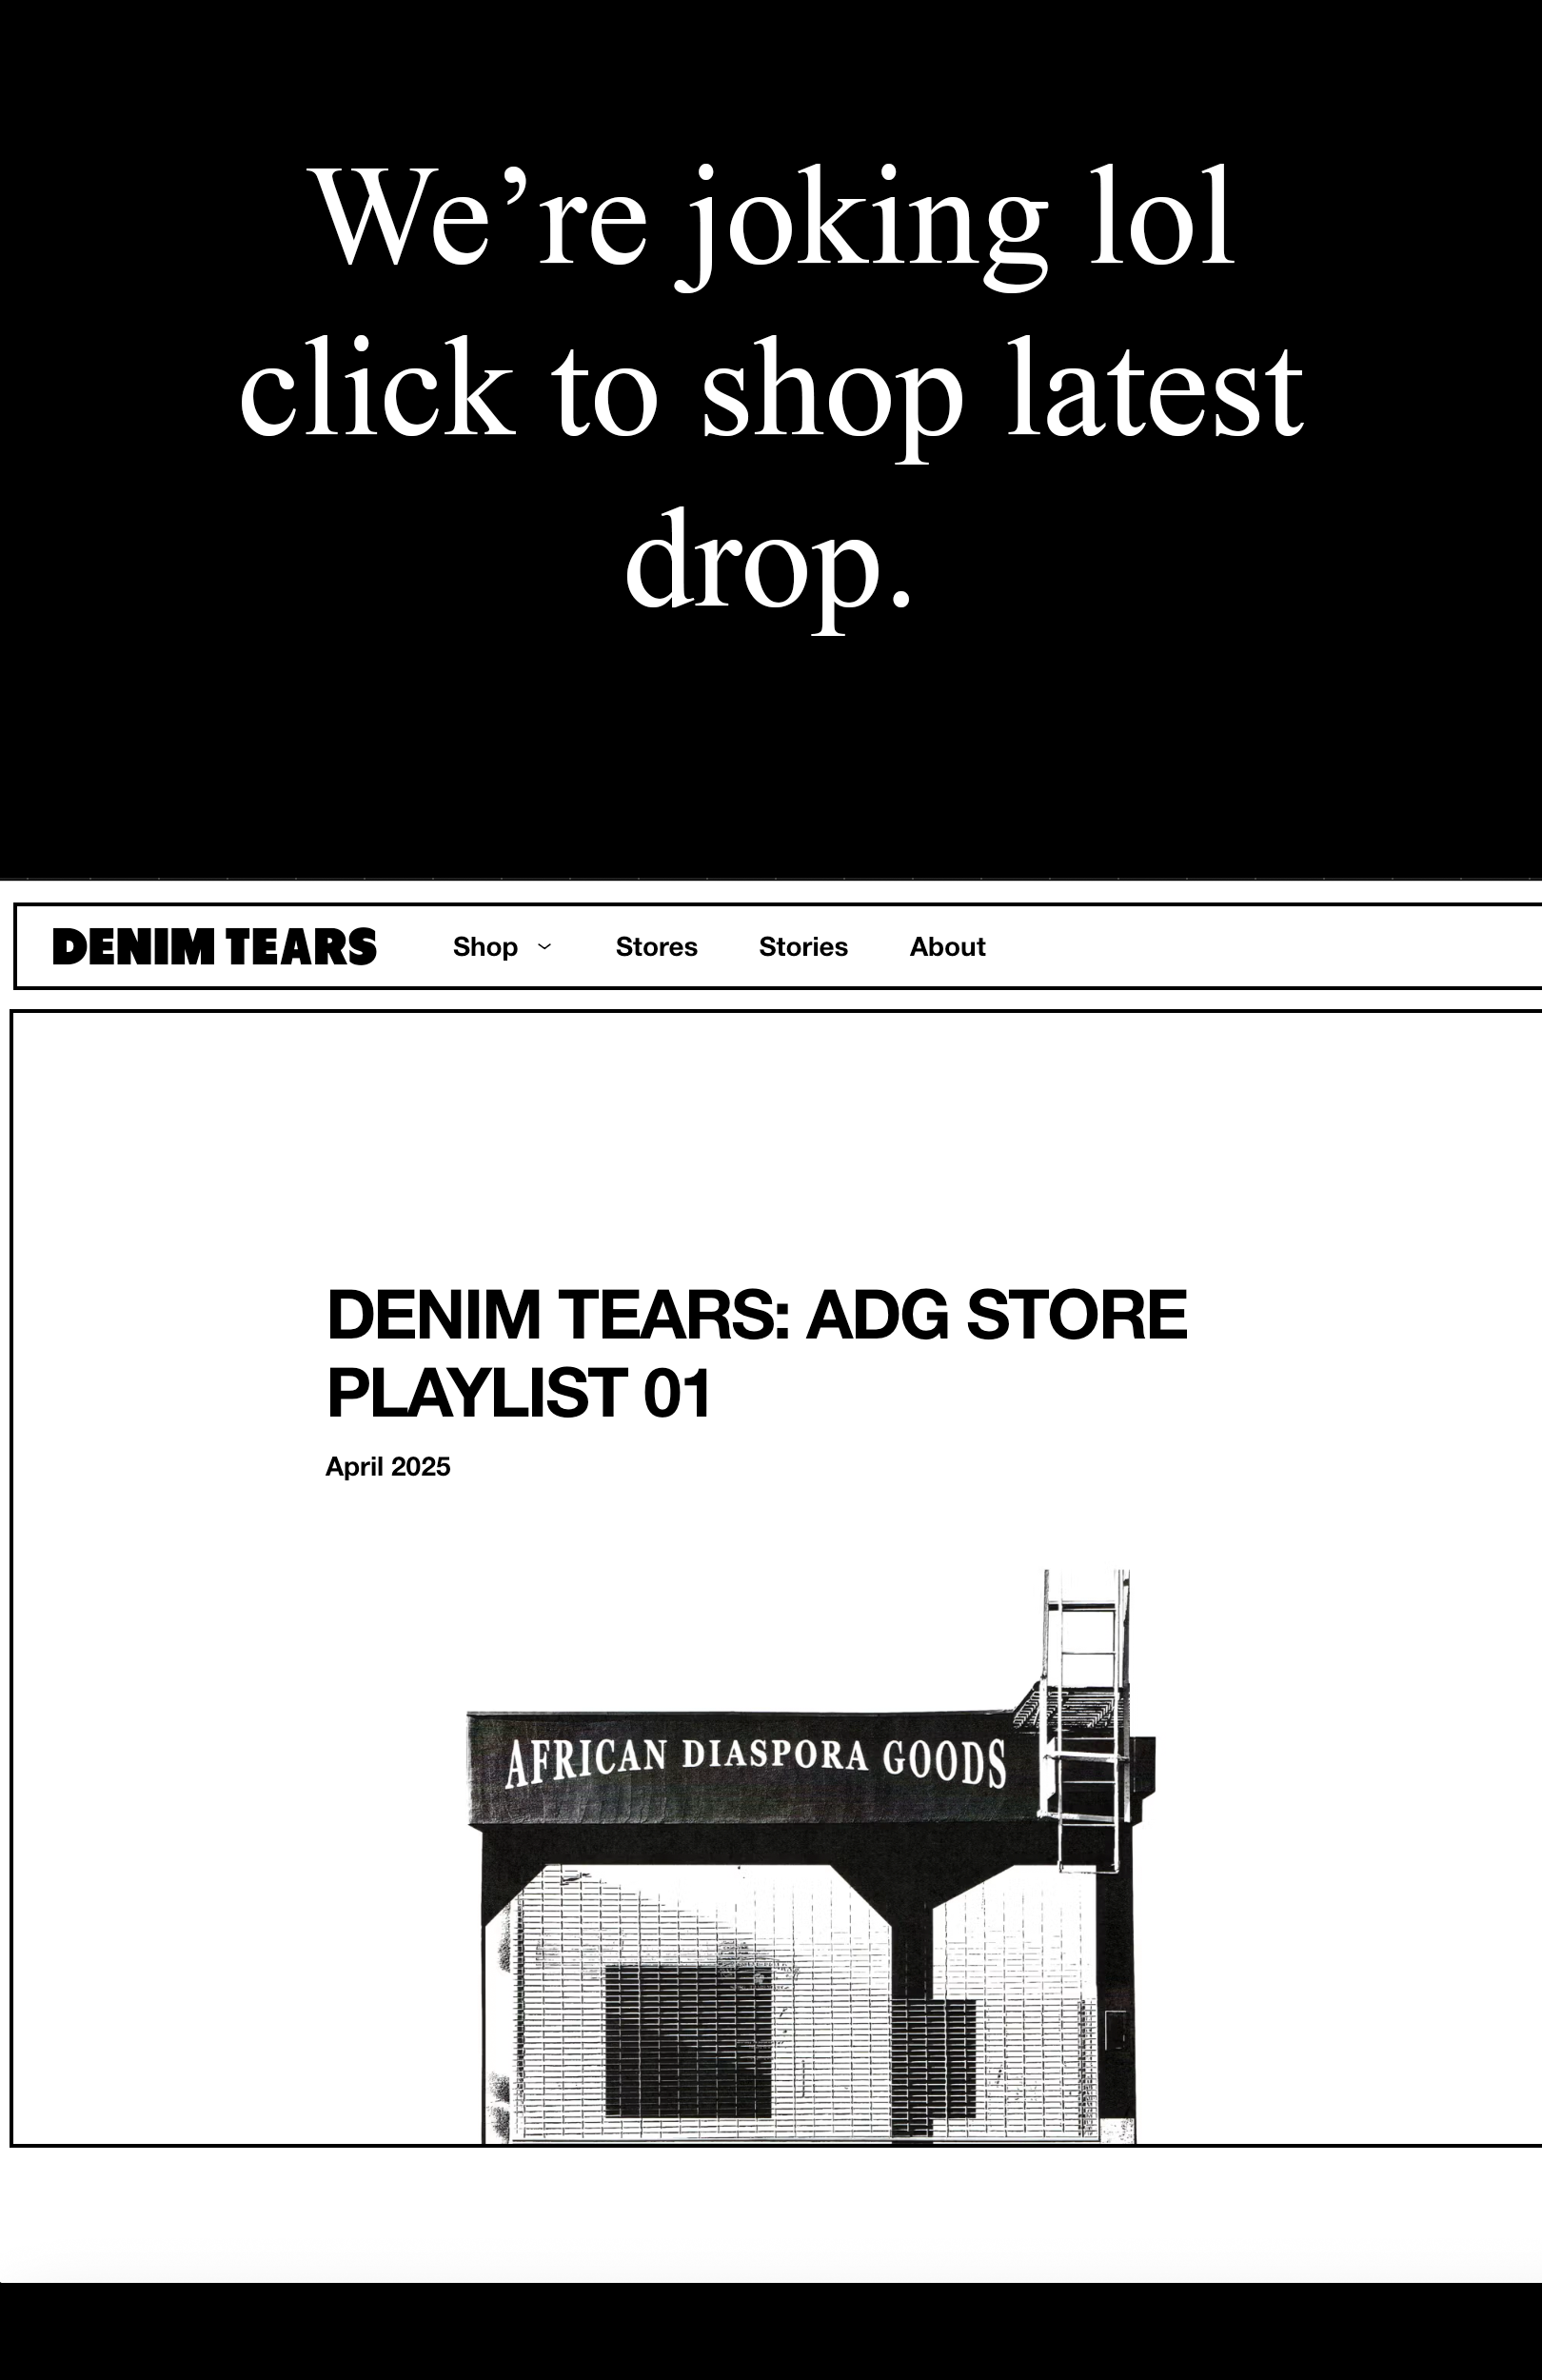 We’re joking lol
click to shop latest
drop.
DENIM TEARS Shop Stores Stories About
DENIM TEARS: ADG STORE
PLAYLIST 01
April 2025
AFRICAN DIASPORA GOODS